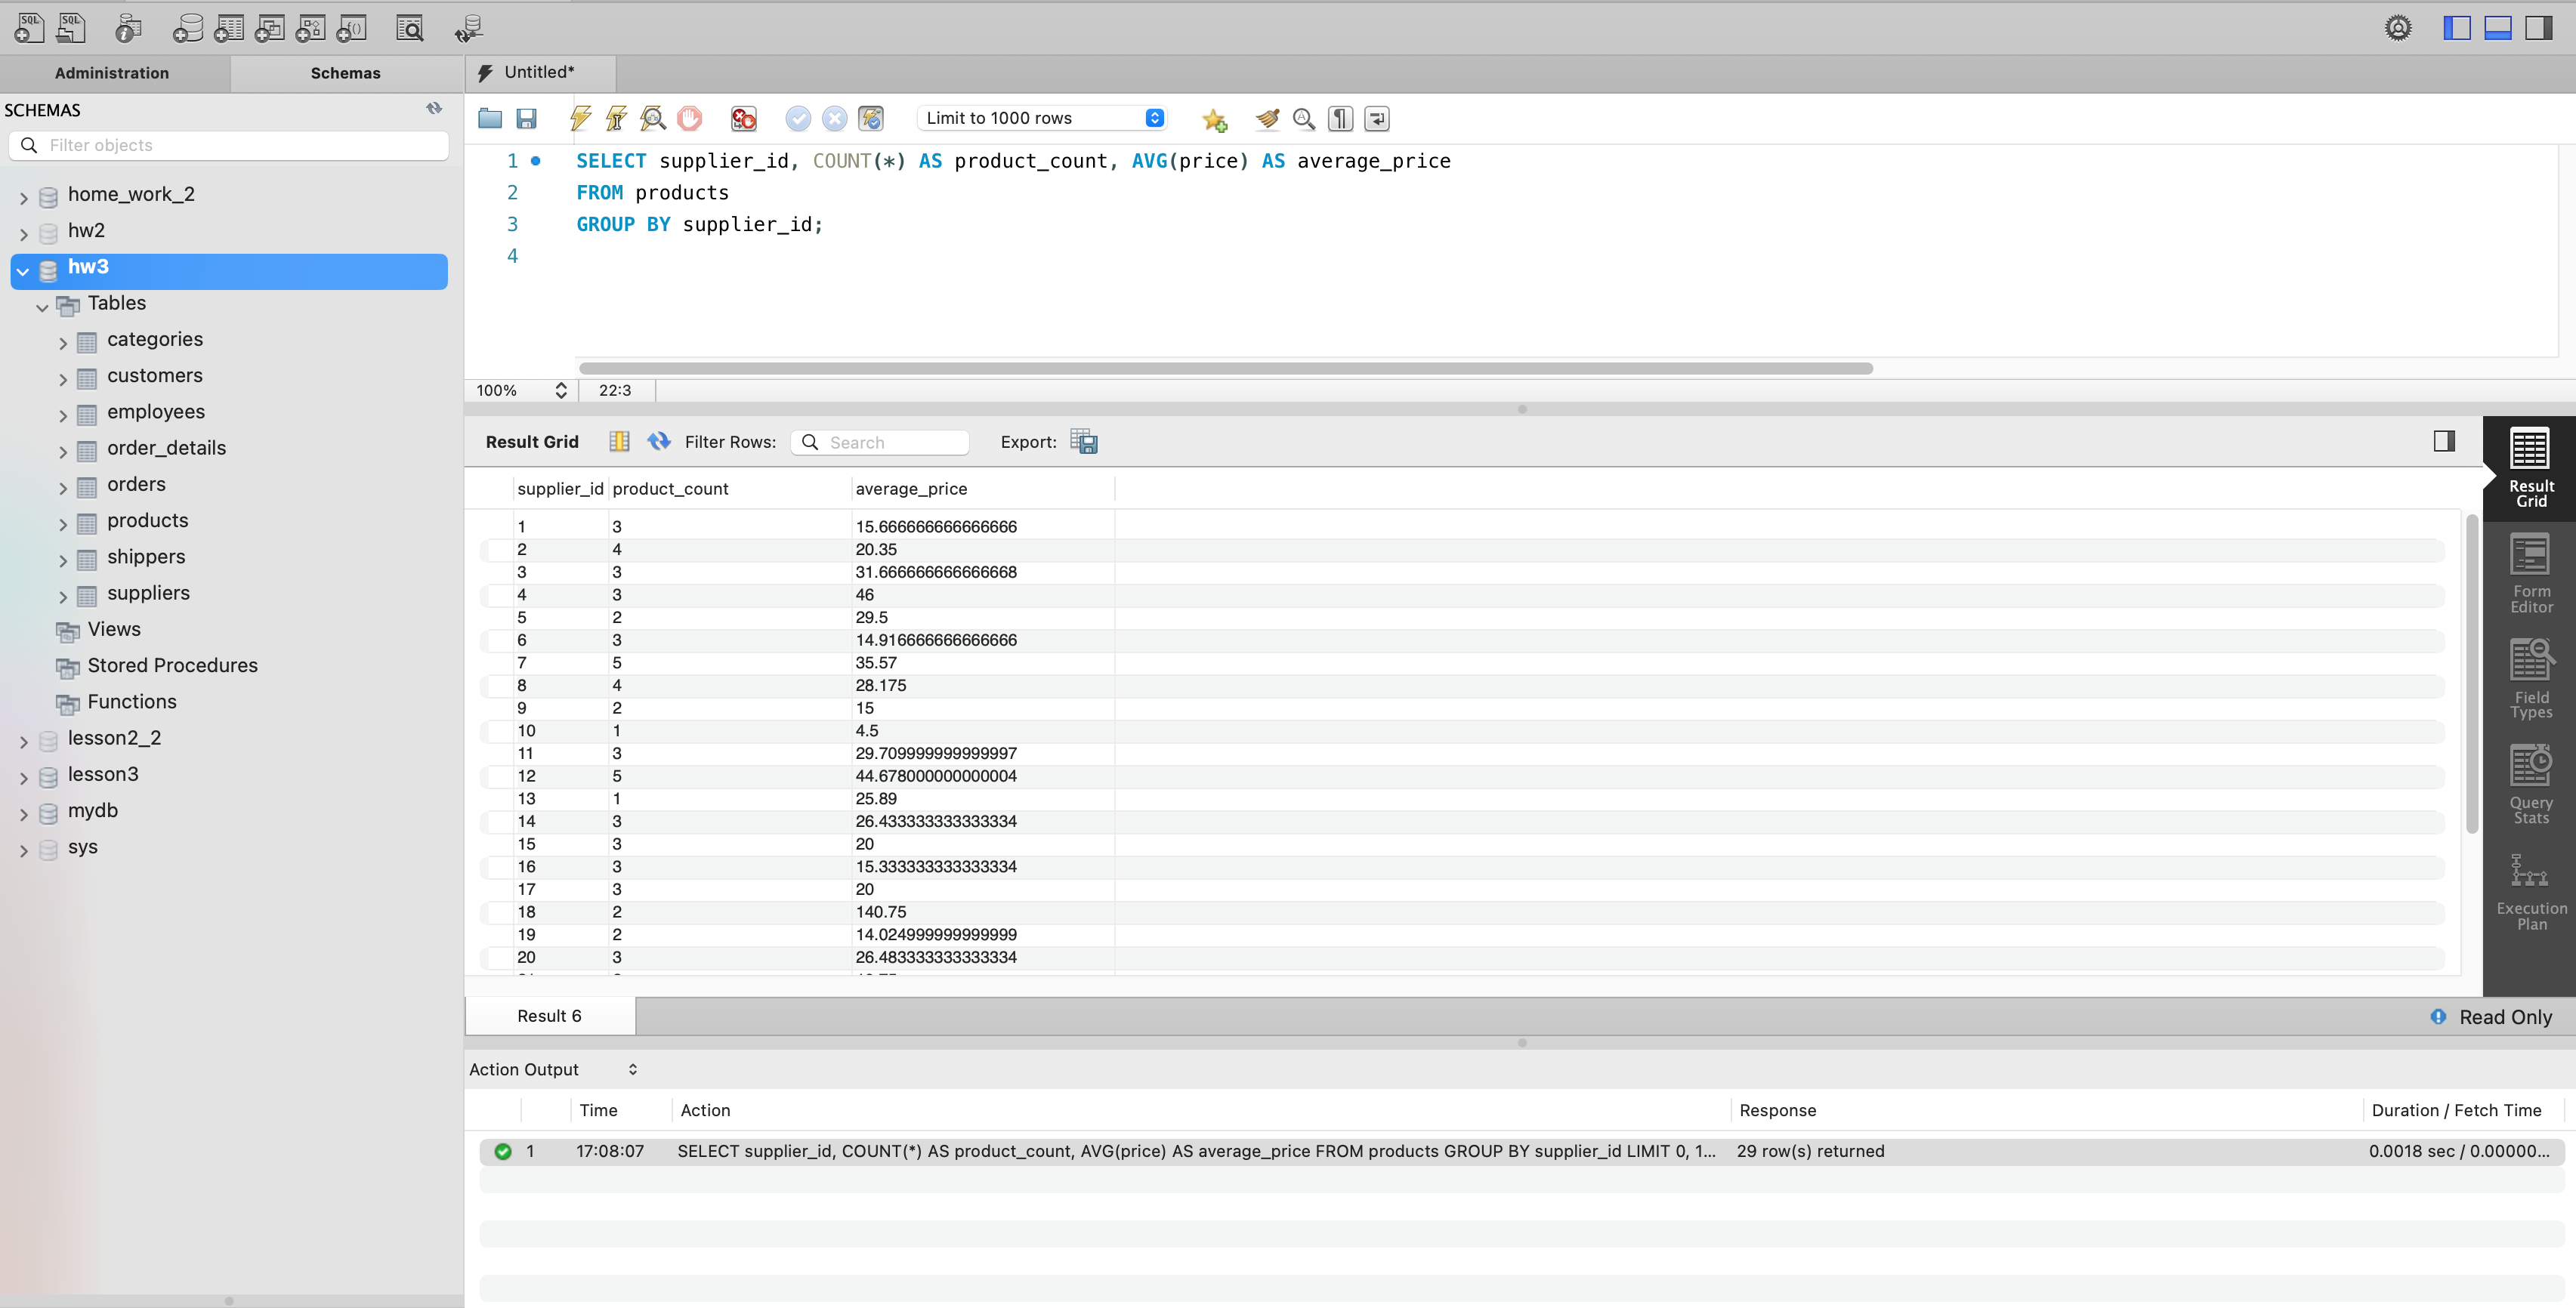 SQL SQL
Administration Schemas Untitled*
SCHEMAS
Filter objects
home_work_2
hw2
hw3
Tables
categories
customers
employees
order_details
orders
products
shippers
suppliers
Views
Stored Procedures
Functions
lesson2_2
lesson3
mydb
sys
Limit to 1000 rows
1 SELECT supplier_id, COUNT(*) AS product_count, AVG(price) AS average_price
2 FROM products
3 GROUP BY supplier_id;
4
100% 22:3
Result Grid Filter Rows: Search Export:
supplier_id product_count average_price
1 3 15.666666666666666
2 4 20.35
3 3 31.666666666666668
4 3 46
5 2 29.5
6 3 14.916666666666666
7 5 35.57
8 4 28.175
9 2 15
10 1 4.5
11 3 29.709999999999997
12 5 44.678000000000004
13 1 25.89
14 3 26.433333333333334
15 3 20
16 3 15.333333333333334
17 3 20
18 2 140.75
19 2 14.024999999999999
20 3 26.483333333333334
Result
Grid
Form
Editor
Field
Types
Query
Stats
Execution
Plan
Result 6 Read Only
Action Output
Time Action Response Duration / Fetch Time
1 17:08:07 SELECT supplier_id, COUNT(*) AS product_count, AVG(price) AS average_price FROM products GROUP BY supplier_id LIMIT 0, 1... 29 row(s) returned 0.0018 sec / 0.00000...